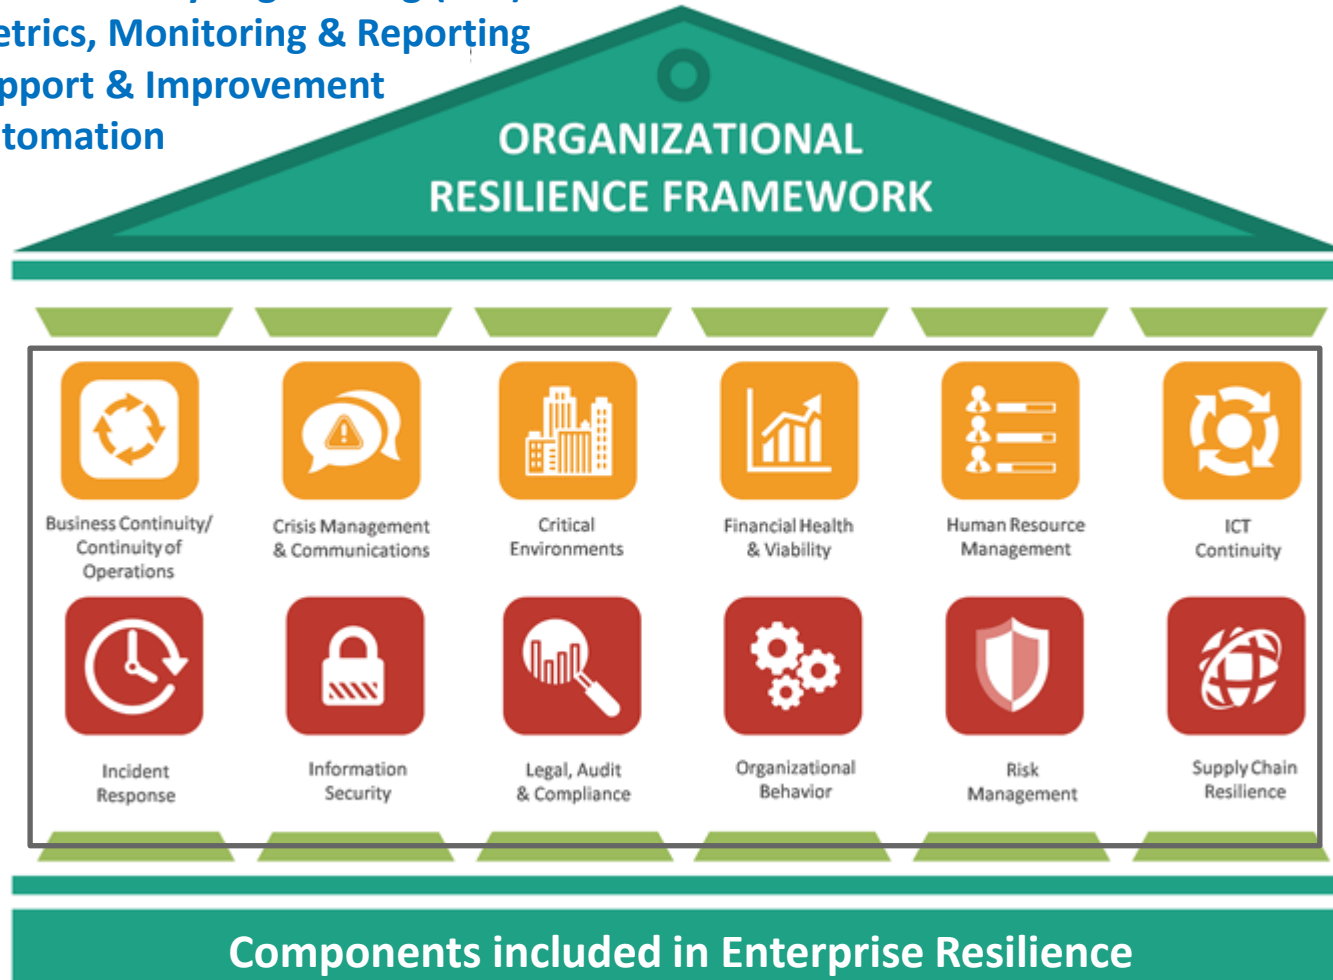 etrics, Monitoring & Reporting
pport & Improvement
tomation
ORGANIZATIONAL
RESILIENCE FRAMEWORK
Business Continuity/
Continuity of
Operations
Crisis Management
& Communications
Critical
Environments
Financial Health
& Viability
Human Resource
Management
ICT
Continuity
Incident
Response
Information
Security
Legal, Audit
& Compliance
Organizational
Behavior
Risk
Management
Supply Chain
Resilience
Components included in Enterprise Resilience